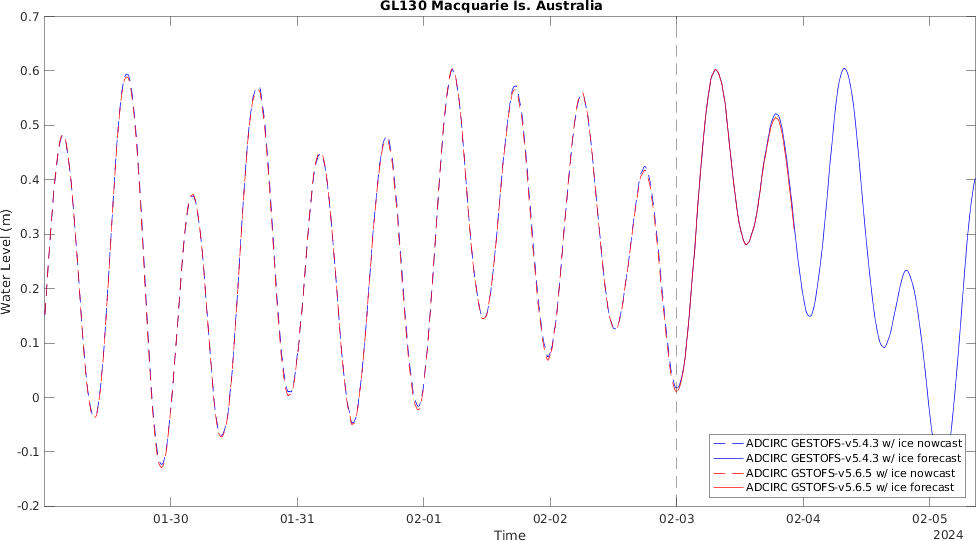 GL130 Macquarie Is. Australia
0.7
0.6
0.5
0.4
0.3
0.2
0.1
0
-0.1
-0.2
Water Level (m)
ADCIRC GESTOFS-v5.4.3 w/ ice nowcast
ADCIRC GESTOFS-v5.4.3 w/ ice forecast
ADCIRC GSTOFS-v5.6.5 w/ ice nowcast
ADCIRC GSTOFS-v5.6.5 w/ ice forecast
01-30 01-31 02-01 02-02 02-03 02-04 02-05
Time 2024